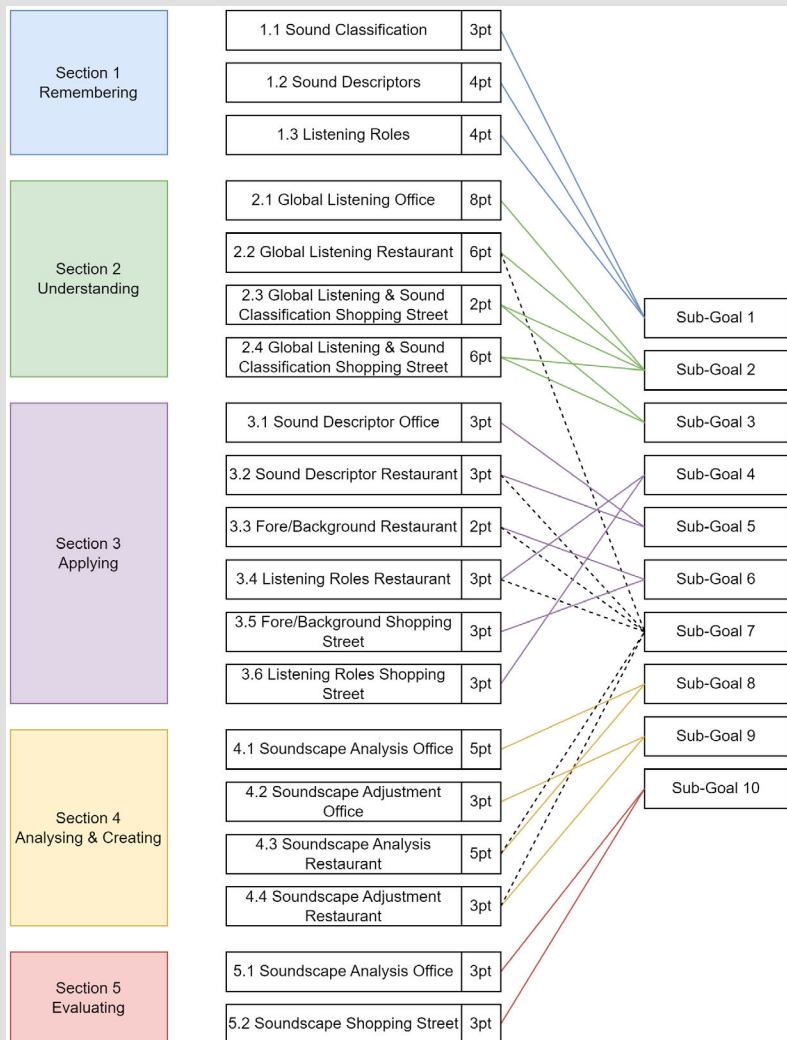 Section 1
Remembering
1.1 Sound Classification 3pt
1.2 Sound Descriptors 4pt
1.3 Listening Roles 4pt
Section 2
Understanding
2.1 Global Listening Office 8pt
2.2 Global Listening Restaurant 6pt
2.3 Global Listening & Sound
Classification Shopping Street 2pt
2.4 Global Listening & Sound
Classification Shopping Street 6pt
Section 3
Applying
3.1 Sound Descriptor Office 3pt
3.2 Sound Descriptor Restaurant 3pt
3.3 Fore/Background Restaurant 2pt
3.4 Listening Roles Restaurant 3pt
3.5 Fore/Background Shopping
Street 3pt
3.6 Listening Roles Shopping
Street 3pt
Section 4
Analysing & Creating
4.1 Soundscape Analysis Office 5pt
4.2 Soundscape Adjustment
Office 3pt
4.3 Soundscape Analysis
Restaurant 5pt
4.4 Soundscape Adjustment
Restaurant 3pt
Section 5
Evaluating
5.1 Soundscape Analysis Office 3pt
5.2 Soundscape Shopping Street 3pt
Sub-Goal 1
Sub-Goal 2
Sub-Goal 3
Sub-Goal 4
Sub-Goal 5
Sub-Goal 6
Sub-Goal 7
Sub-Goal 8
Sub-Goal 9
Sub-Goal 10